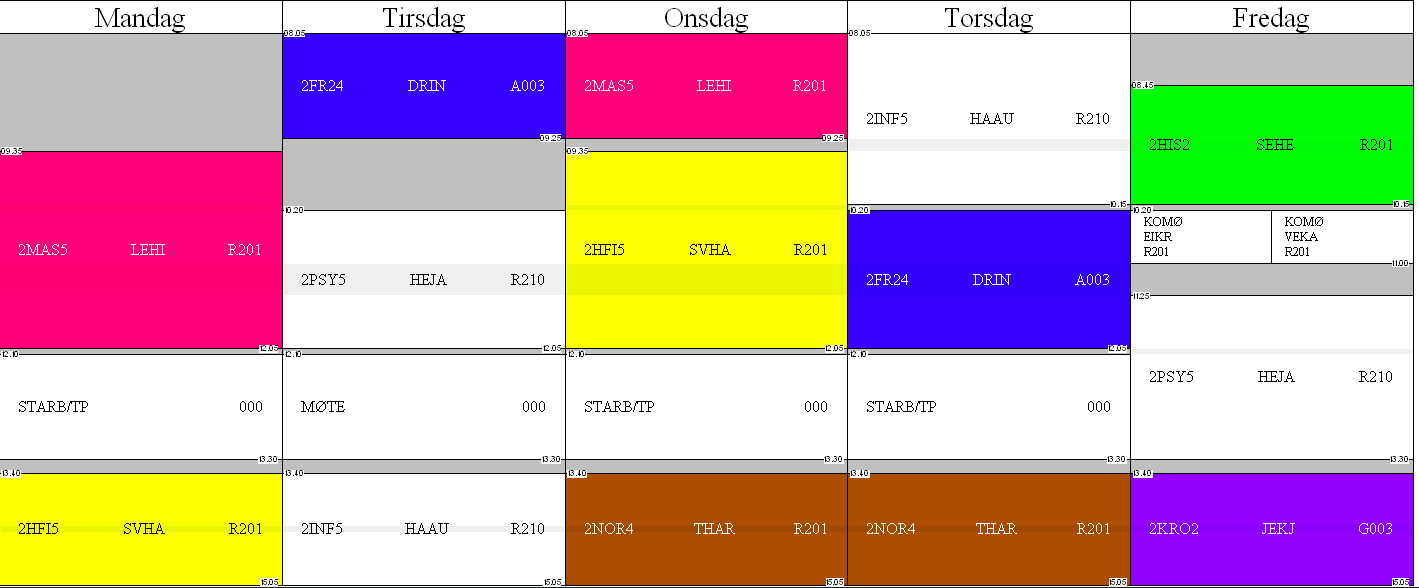 Mandag Tirsdag Onsdag Torsdag Fredag
08.05 08.05 08.05
2FR24 DRIN A003
2MAS5 LEHI R201
08.45
2INF5 HAAU R210
09.25 09.25
2HIS2 SEHE R201
09.35 09.35
10.15 10.15
10.20 10.20 10.20
KOMØ KOMØ
EIKR VEKA
R201 R201
2MAS5 LEHI R201
2HFI5 SVHA R201
11.00
2PSY5 HEJA R210
2FR24 DRIN A003
11.25
12.05 12.05 12.05 12.05
12.10 12.10 12.10 12.10
2PSY5 HEJA R210
STARB/TP 000
MØTE 000
STARB/TP 000
STARB/TP 000
13.30 13.30 13.30 13.30 13.30
13.40 13.40 13.40 13.40 13.40
2HFI5 SVHA R201
2INF5 HAAU R210
2NOR4 THAR R201
2NOR4 THAR R201
2KRO2 JEKJ G003
15.05 15.05 15.05 15.05 15.05